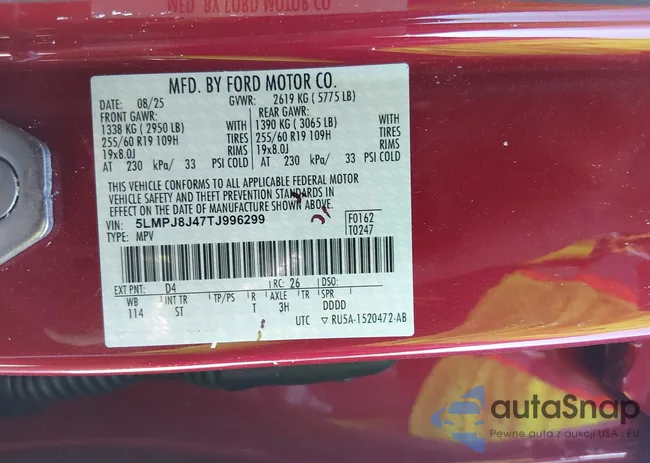 MFD. BY FORD MOTOR CO
MFD. BY FORD MOTOR CO.
DATE: 08/25 GVWR: 2619 KG ( 5775 LB)
FRONT GAWR: REAR GAWR:
1338 KG ( 2950 LB) WITH 1390 KG ( 3065 LB) WITH
255/60 R19 109H TIRES 255/60 R19 109H TIRES
19x8.0J RIMS 19x8.0J RIMS
AT 230 kPa/ 33 PSI COLD AT 230 kPa/ 33 PSI COLD
THIS VEHICLE CONFORMS TO ALL APPLICABLE FEDERAL MOTOR
VEHICLE SAFETY AND THEFT PREVENTION STANDARDS IN
EFFECT ON THE DATE OF MANUFACTURE SHOWN ABOVE.
VIN: 5LMPJ8J47TJ996299 F0162
TYPE: MPV T0247
EXT PNT: D4 RC: 26 DSO:
WB INT TR TP/PS R AXLE TR SPR
114 ST T 3H DDDD
UTC ▽ RU5A-1520472-AB
autaSnap
Pewne auta z aukcji USA i EU